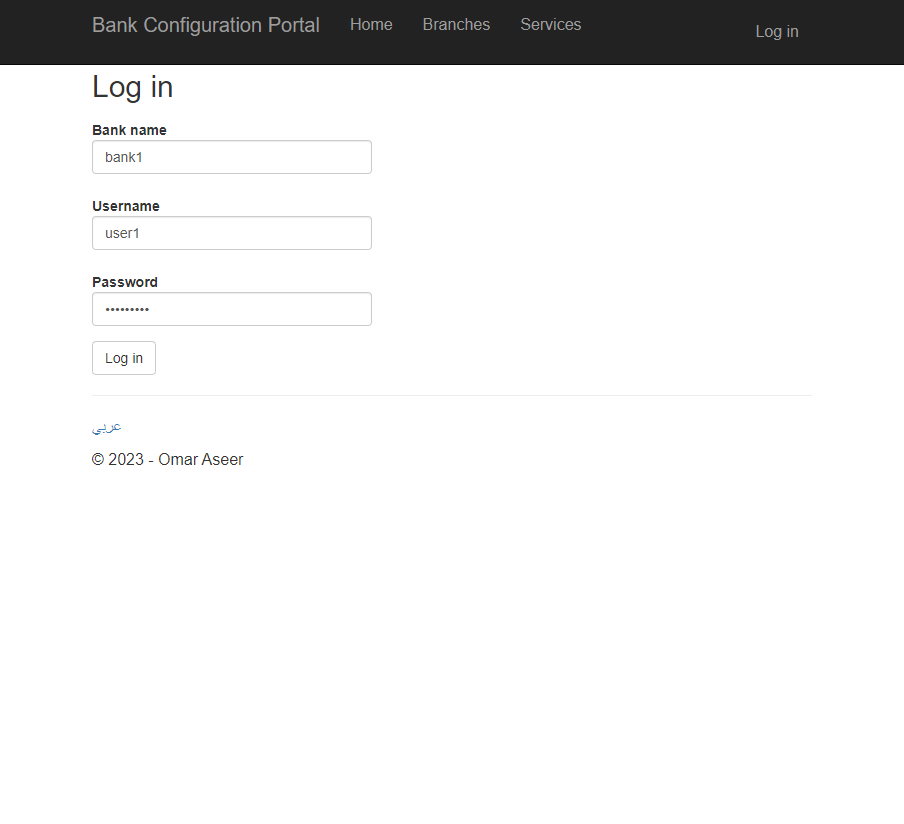 Bank Configuration Portal Home Branches Services Log in
Log in
Bank name
bank1
Username
user1
Password
•••••••••
Log in
عربي
© 2023 - Omar Aseer